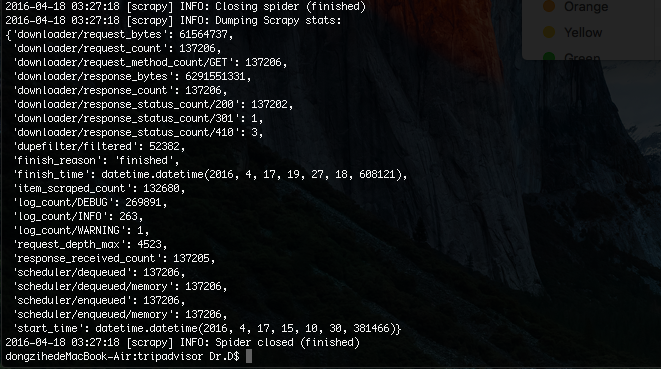 2016-04-18 03:27:18 [scrapy] INFO: Closing spider (finished)
2016-04-18 03:27:18 [scrapy] INFO: Dumping Scrapy stats:
{'downloader/request_bytes': 61564737,
'downloader/request_count': 137206,
'downloader/request_method_count/GET': 137206,
'downloader/response_bytes': 6291551331,
'downloader/response_count': 137206,
'downloader/response_status_count/200': 137202,
'downloader/response_status_count/301': 1,
'downloader/response_status_count/410': 3,
'dupefilter/filtered': 52382,
'finish_reason': 'finished',
'finish_time': datetime.datetime(2016, 4, 17, 19, 27, 18, 608121),
'item_scraped_count': 132680,
'log_count/DEBUG': 269891,
'log_count/INFO': 263,
'log_count/WARNING': 1,
'request_depth_max': 4523,
'response_received_count': 137205,
'scheduler/dequeued': 137206,
'scheduler/dequeued/memory': 137206,
'scheduler/enqueued': 137206,
'scheduler/enqueued/memory': 137206,
'start_time': datetime.datetime(2016, 4, 17, 15, 10, 30, 381466)}
2016-04-18 03:27:18 [scrapy] INFO: Spider closed (finished)
dongzihedeMacBook-Air:tripadvisor Dr.D$
Orange
Yellow
Green